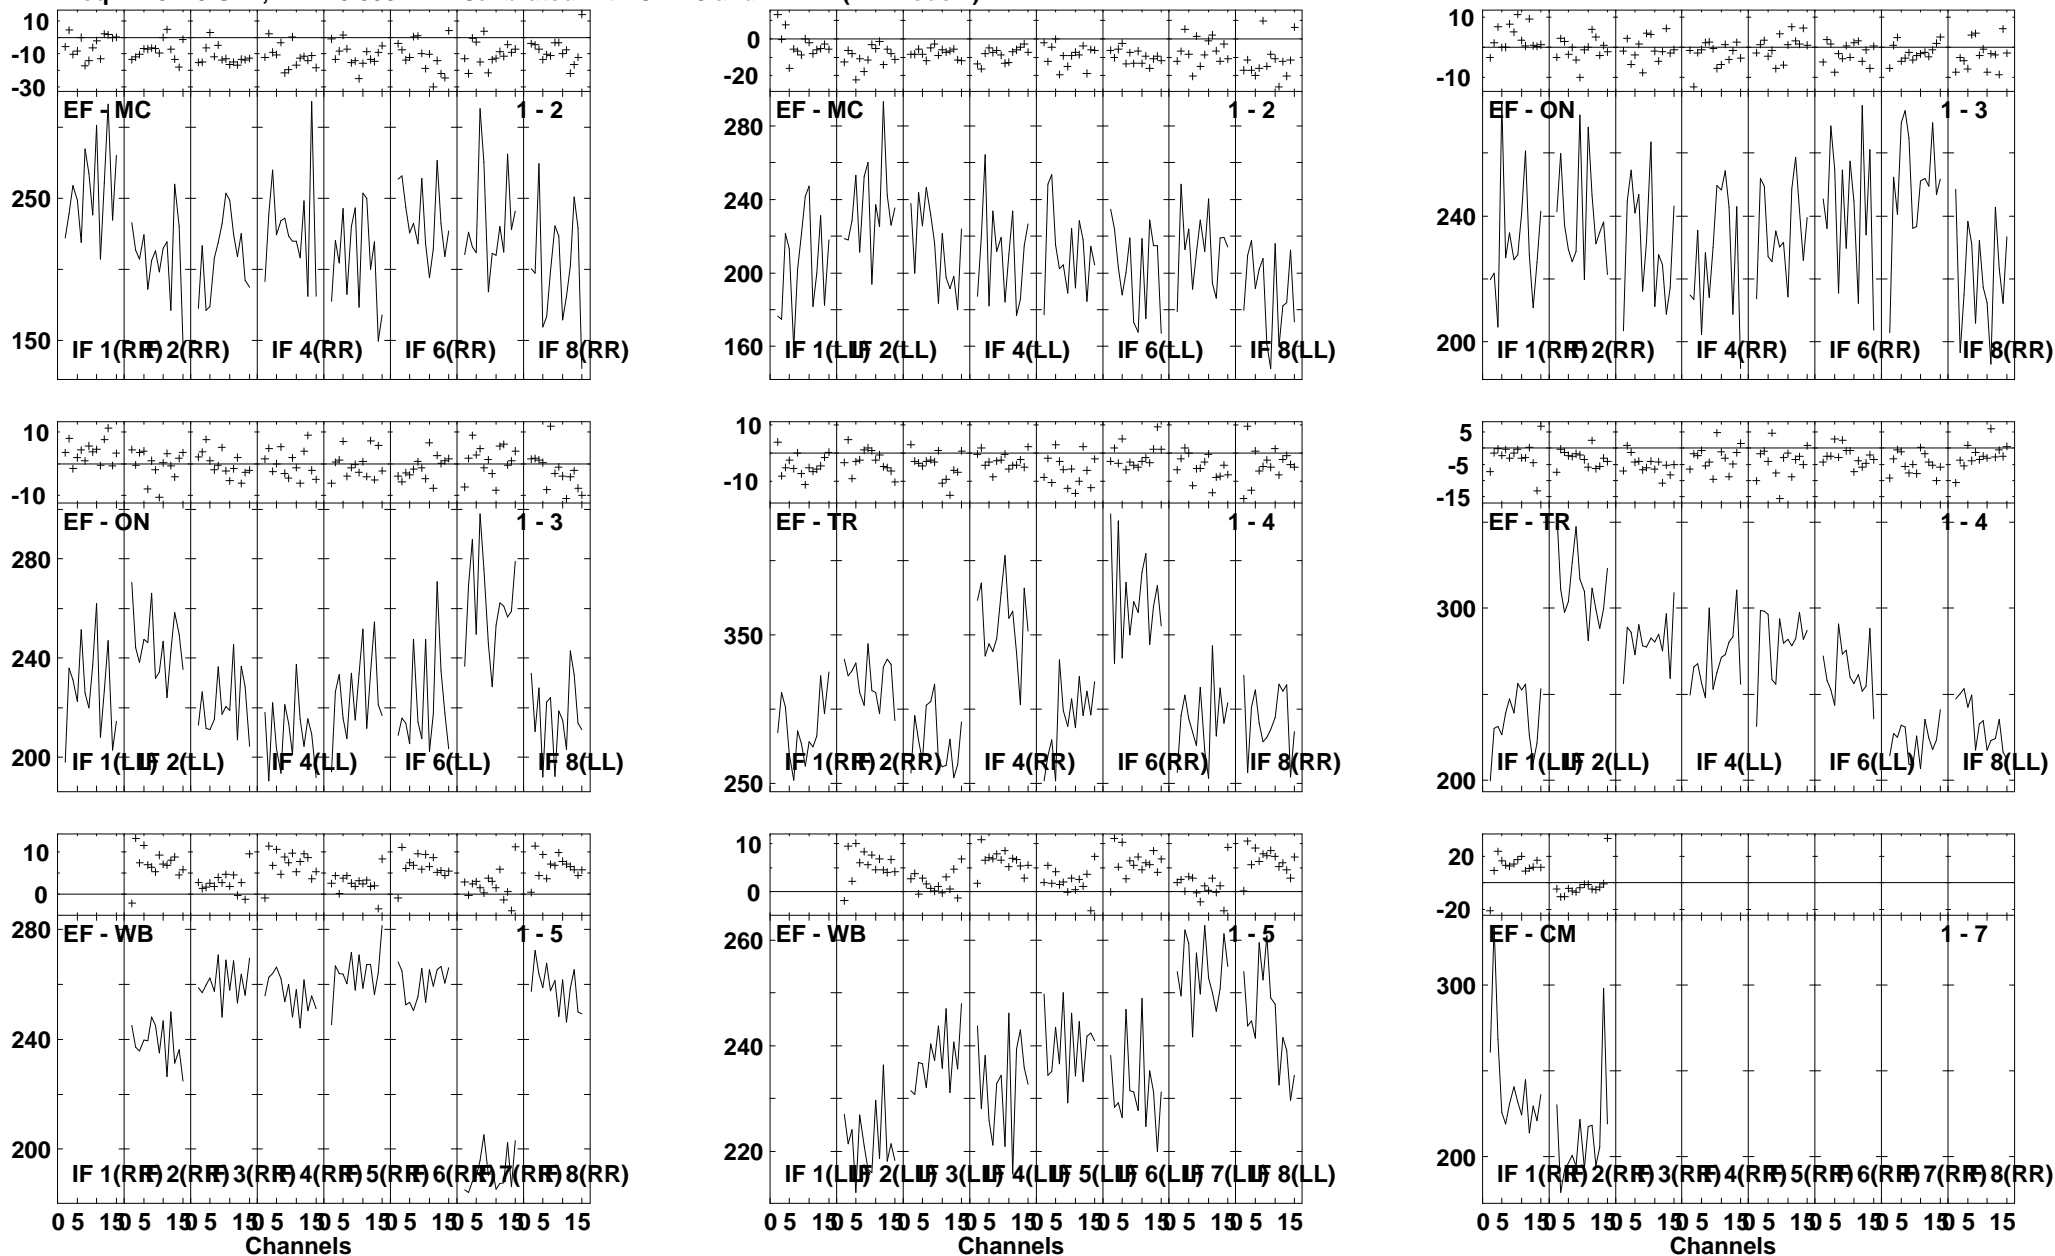 10
-10
-30
EF - MC 1 - 2
250
150
IF 1(RR) IF 2(RR) IF 4(RR) IF 6(RR) IF 8(RR)
0
-20
EF - MC 1 - 2
280
240
200
160
IF 1(LL) IF 2(LL) IF 4(LL) IF 6(LL) IF 8(LL)
10
-10
EF - ON 1 - 3
240
200
IF 1(RR) IF 2(RR) IF 4(RR) IF 6(RR) IF 8(RR)
10
-10
EF - ON 1 - 3
280
240
200
IF 1(LL) IF 2(LL) IF 4(LL) IF 6(LL) IF 8(LL)
10
-10
EF - TR 1 - 4
350
250
IF 1(RR) IF 2(RR) IF 4(RR) IF 6(RR) IF 8(RR)
5
-5
-15
EF - TR 1 - 4
300
200
IF 1(LL) IF 2(LL) IF 4(LL) IF 6(LL) IF 8(LL)
10
0
EF - WB 1 - 5
280
240
200
IF 1(RR) IF 2(RR) IF 3(RR) IF 4(RR) IF 5(RR) IF 6(RR) IF 7(RR) IF 8(RR)
0 5 15 0 5 15 0 5 15 0 5 15 0 5 15 0 5 15 0 5 15 0 5 15
Channels
10
0
EF - WB 1 - 5
260
240
220
IF 1(LL) IF 2(LL) IF 3(LL) IF 4(LL) IF 5(LL) IF 6(LL) IF 7(LL) IF 8(LL)
0 5 15 0 5 15 0 5 15 0 5 15 0 5 15 0 5 15 0 5 15 0 5 15
Channels
20
-20
EF - CM 1 - 7
300
200
IF 1(RR) IF 2(RR) IF 3(RR) IF 4(RR) IF 5(RR) IF 6(RR) IF 7(RR) IF 8(RR)
0 5 15 0 5 15 0 5 15 0 5 15 0 5 15 0 5 15 0 5 15 0 5 15
Channels